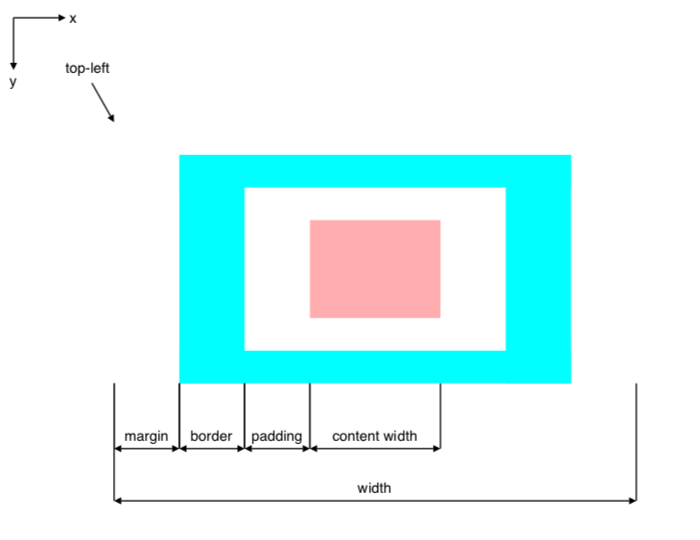 x
y
top-left
margin
border
padding
content width
width